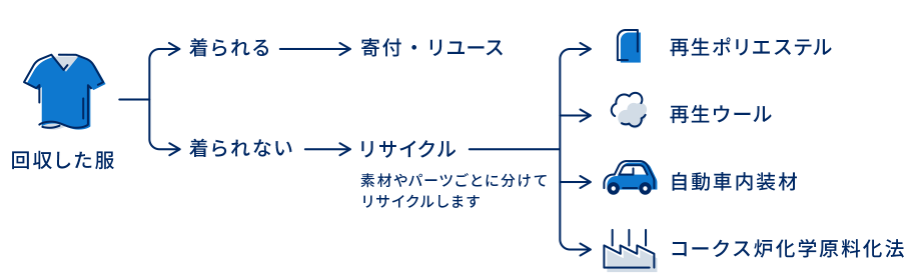 回収した服
着られる
寄付・リユース
着られない
リサイクル
素材やパーツごとに分けて
リサイクルします
再生ポリエステル
再生ウール
自動車内装材
コークス炉化学原料化法